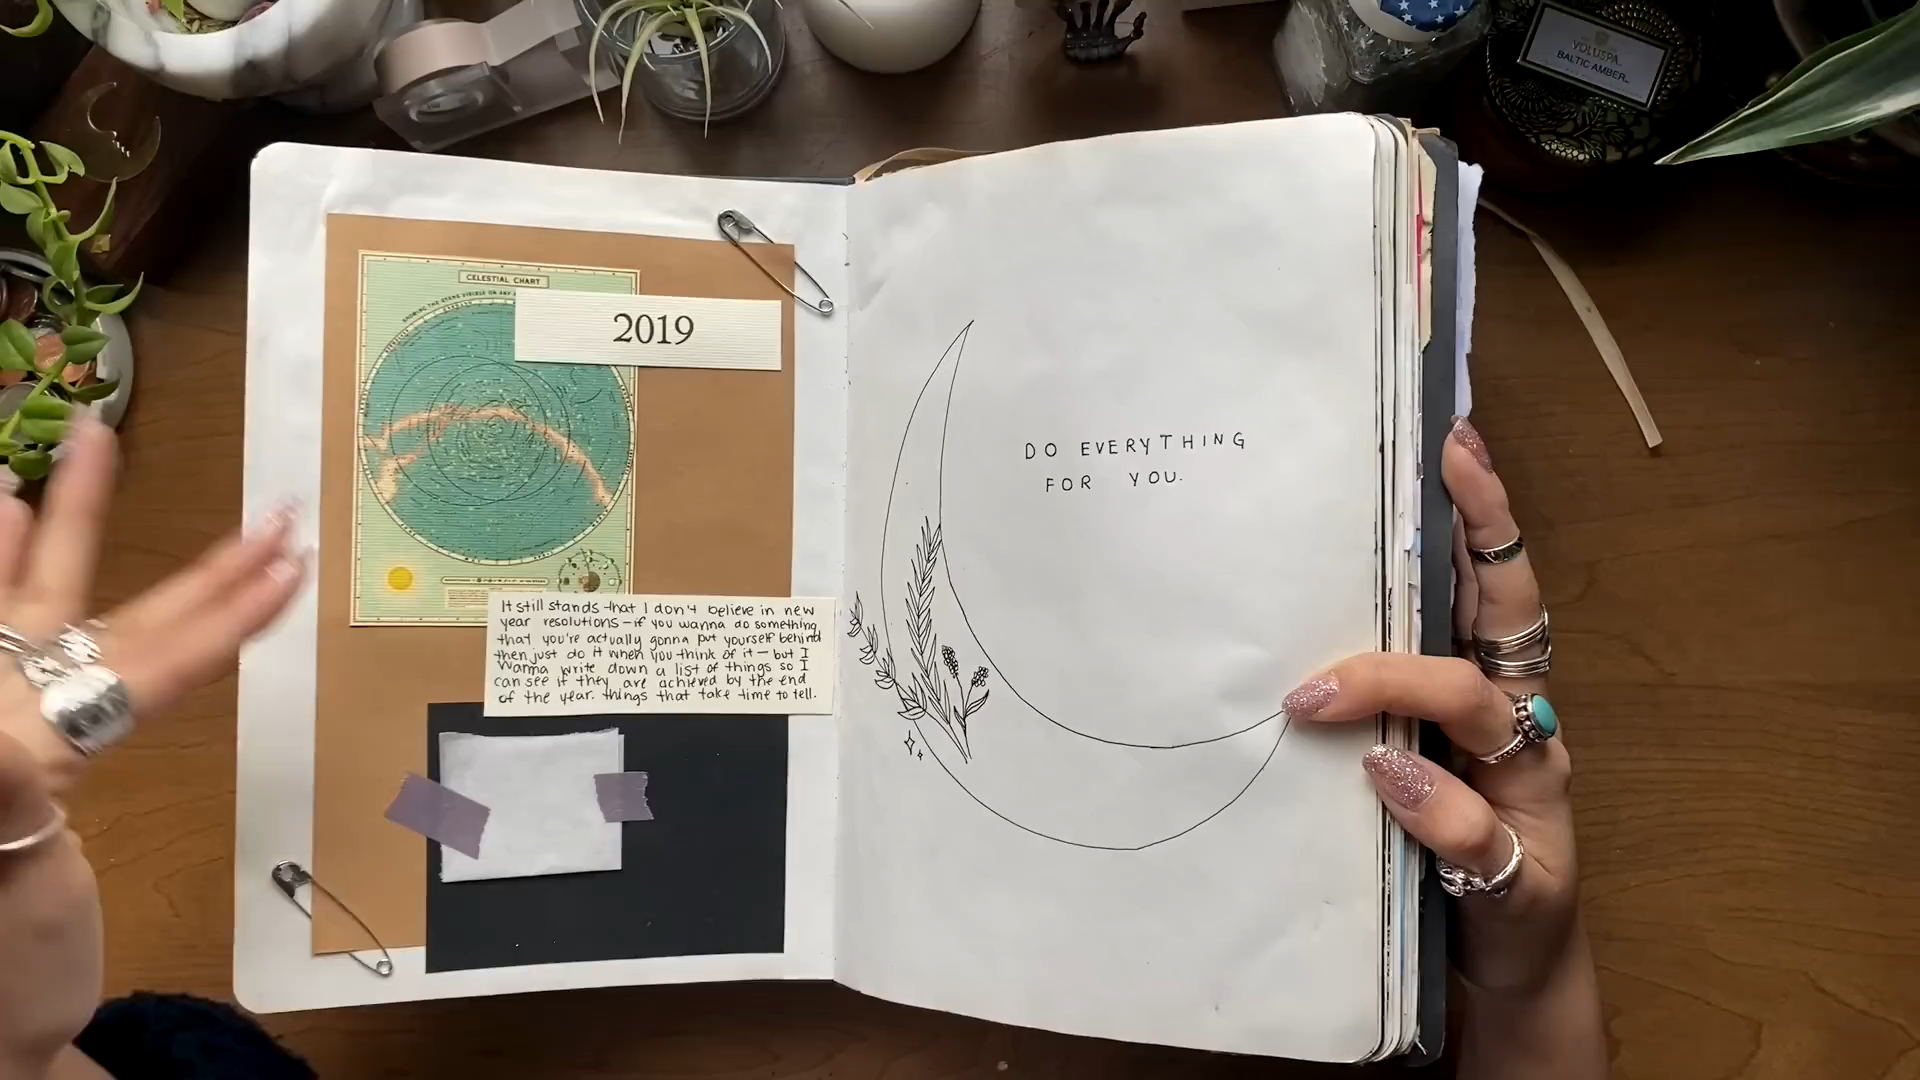 VOLUSPA
BALTIC AMBER
CELESTIAL CHART
2019
It still stands that I don't believe in new
year resolutions—if you wanna do something
that you're actually gonna put yourself behind
then just do it when you think of it—but I
wanna write down a list of things so I
can see if they are achieved by the end
of the year. things that take time to tell.
DO EVERYTHING
FOR YOU.